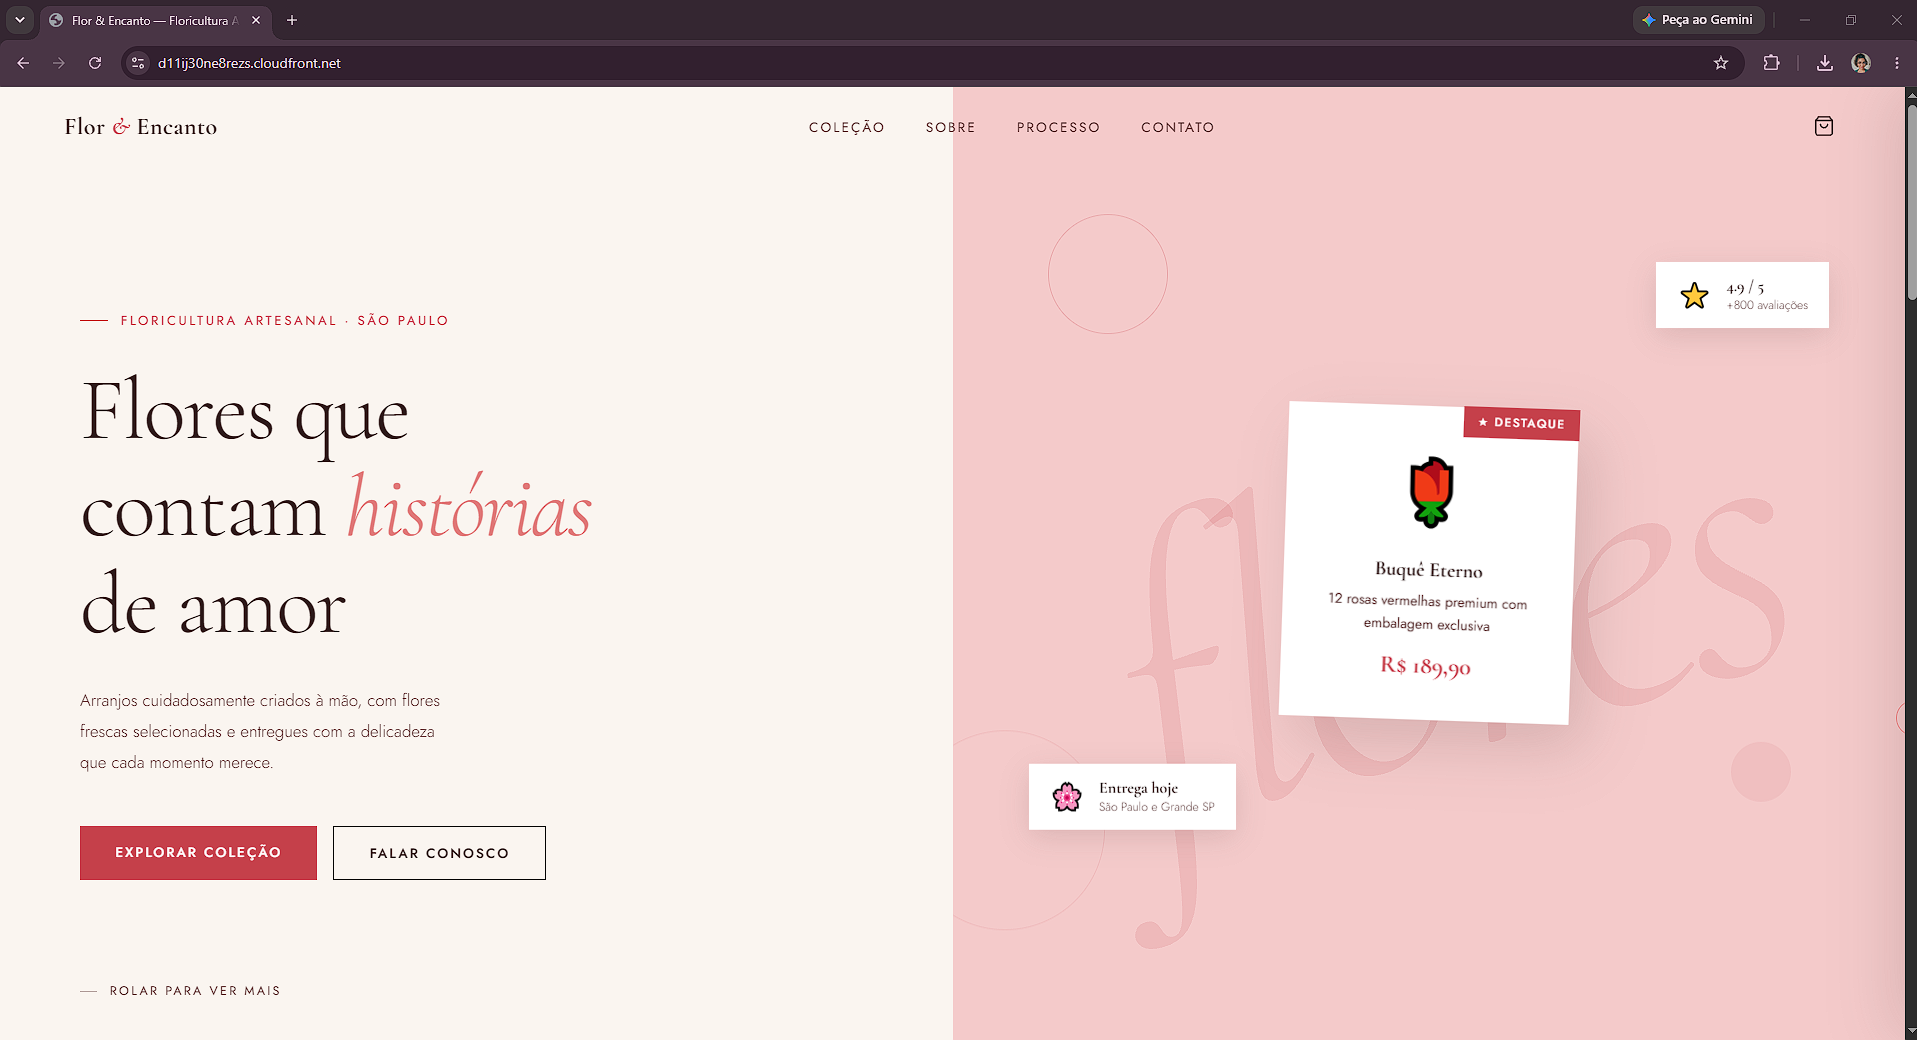 Flor & Encanto — Floricultura A
Peça ao Gemini
d11ij30ne8rezs.cloudfront.net
Flor & Encanto
COLEÇÃO
SOBRE
PROCESSO
CONTATO
FLORICULTURA ARTESANAL · SÃO PAULO
Flores que
contam histórias
de amor
Arranjos cuidadosamente criados à mão, com flores
frescas selecionadas e entregues com a delicadeza
que cada momento merece.
EXPLORAR COLEÇÃO
FALAR CONOSCO
ROLAR PARA VER MAIS
4.9 / 5
+800 avaliações
flores
★ DESTAQUE
Buquê Eterno
12 rosas vermelhas premium com
embalagem exclusiva
R$ 189,90
Entrega hoje
São Paulo e Grande SP